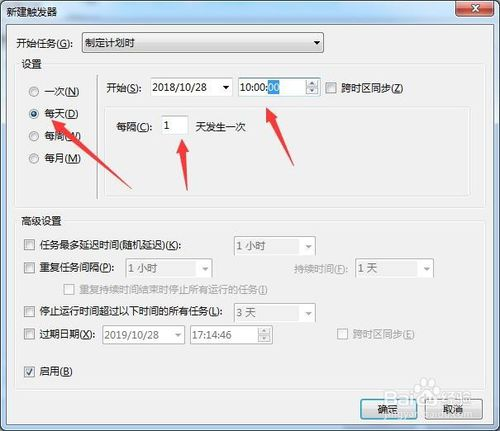 新建触发器
开始任务(G): 制定计划时
设置
一次(N)
每天(D)
每周(W)
每月(M)
开始(S): 2018/10/28 10:00:00 跨时区同步(Z)
每隔(C): 1 天发生一次
高级设置
任务最多延迟时间(随机延迟)(K): 1 小时
重复任务间隔(P): 1 小时 持续时间(F): 1 天
重复持续时间结束时停止所有运行的任务(I)
停止运行时间超过以下时间的所有任务(L): 3 天
过期日期(X): 2019/10/28 17:14:46 跨时区同步(E)
启用(B)
确定 取消
Baidu经验